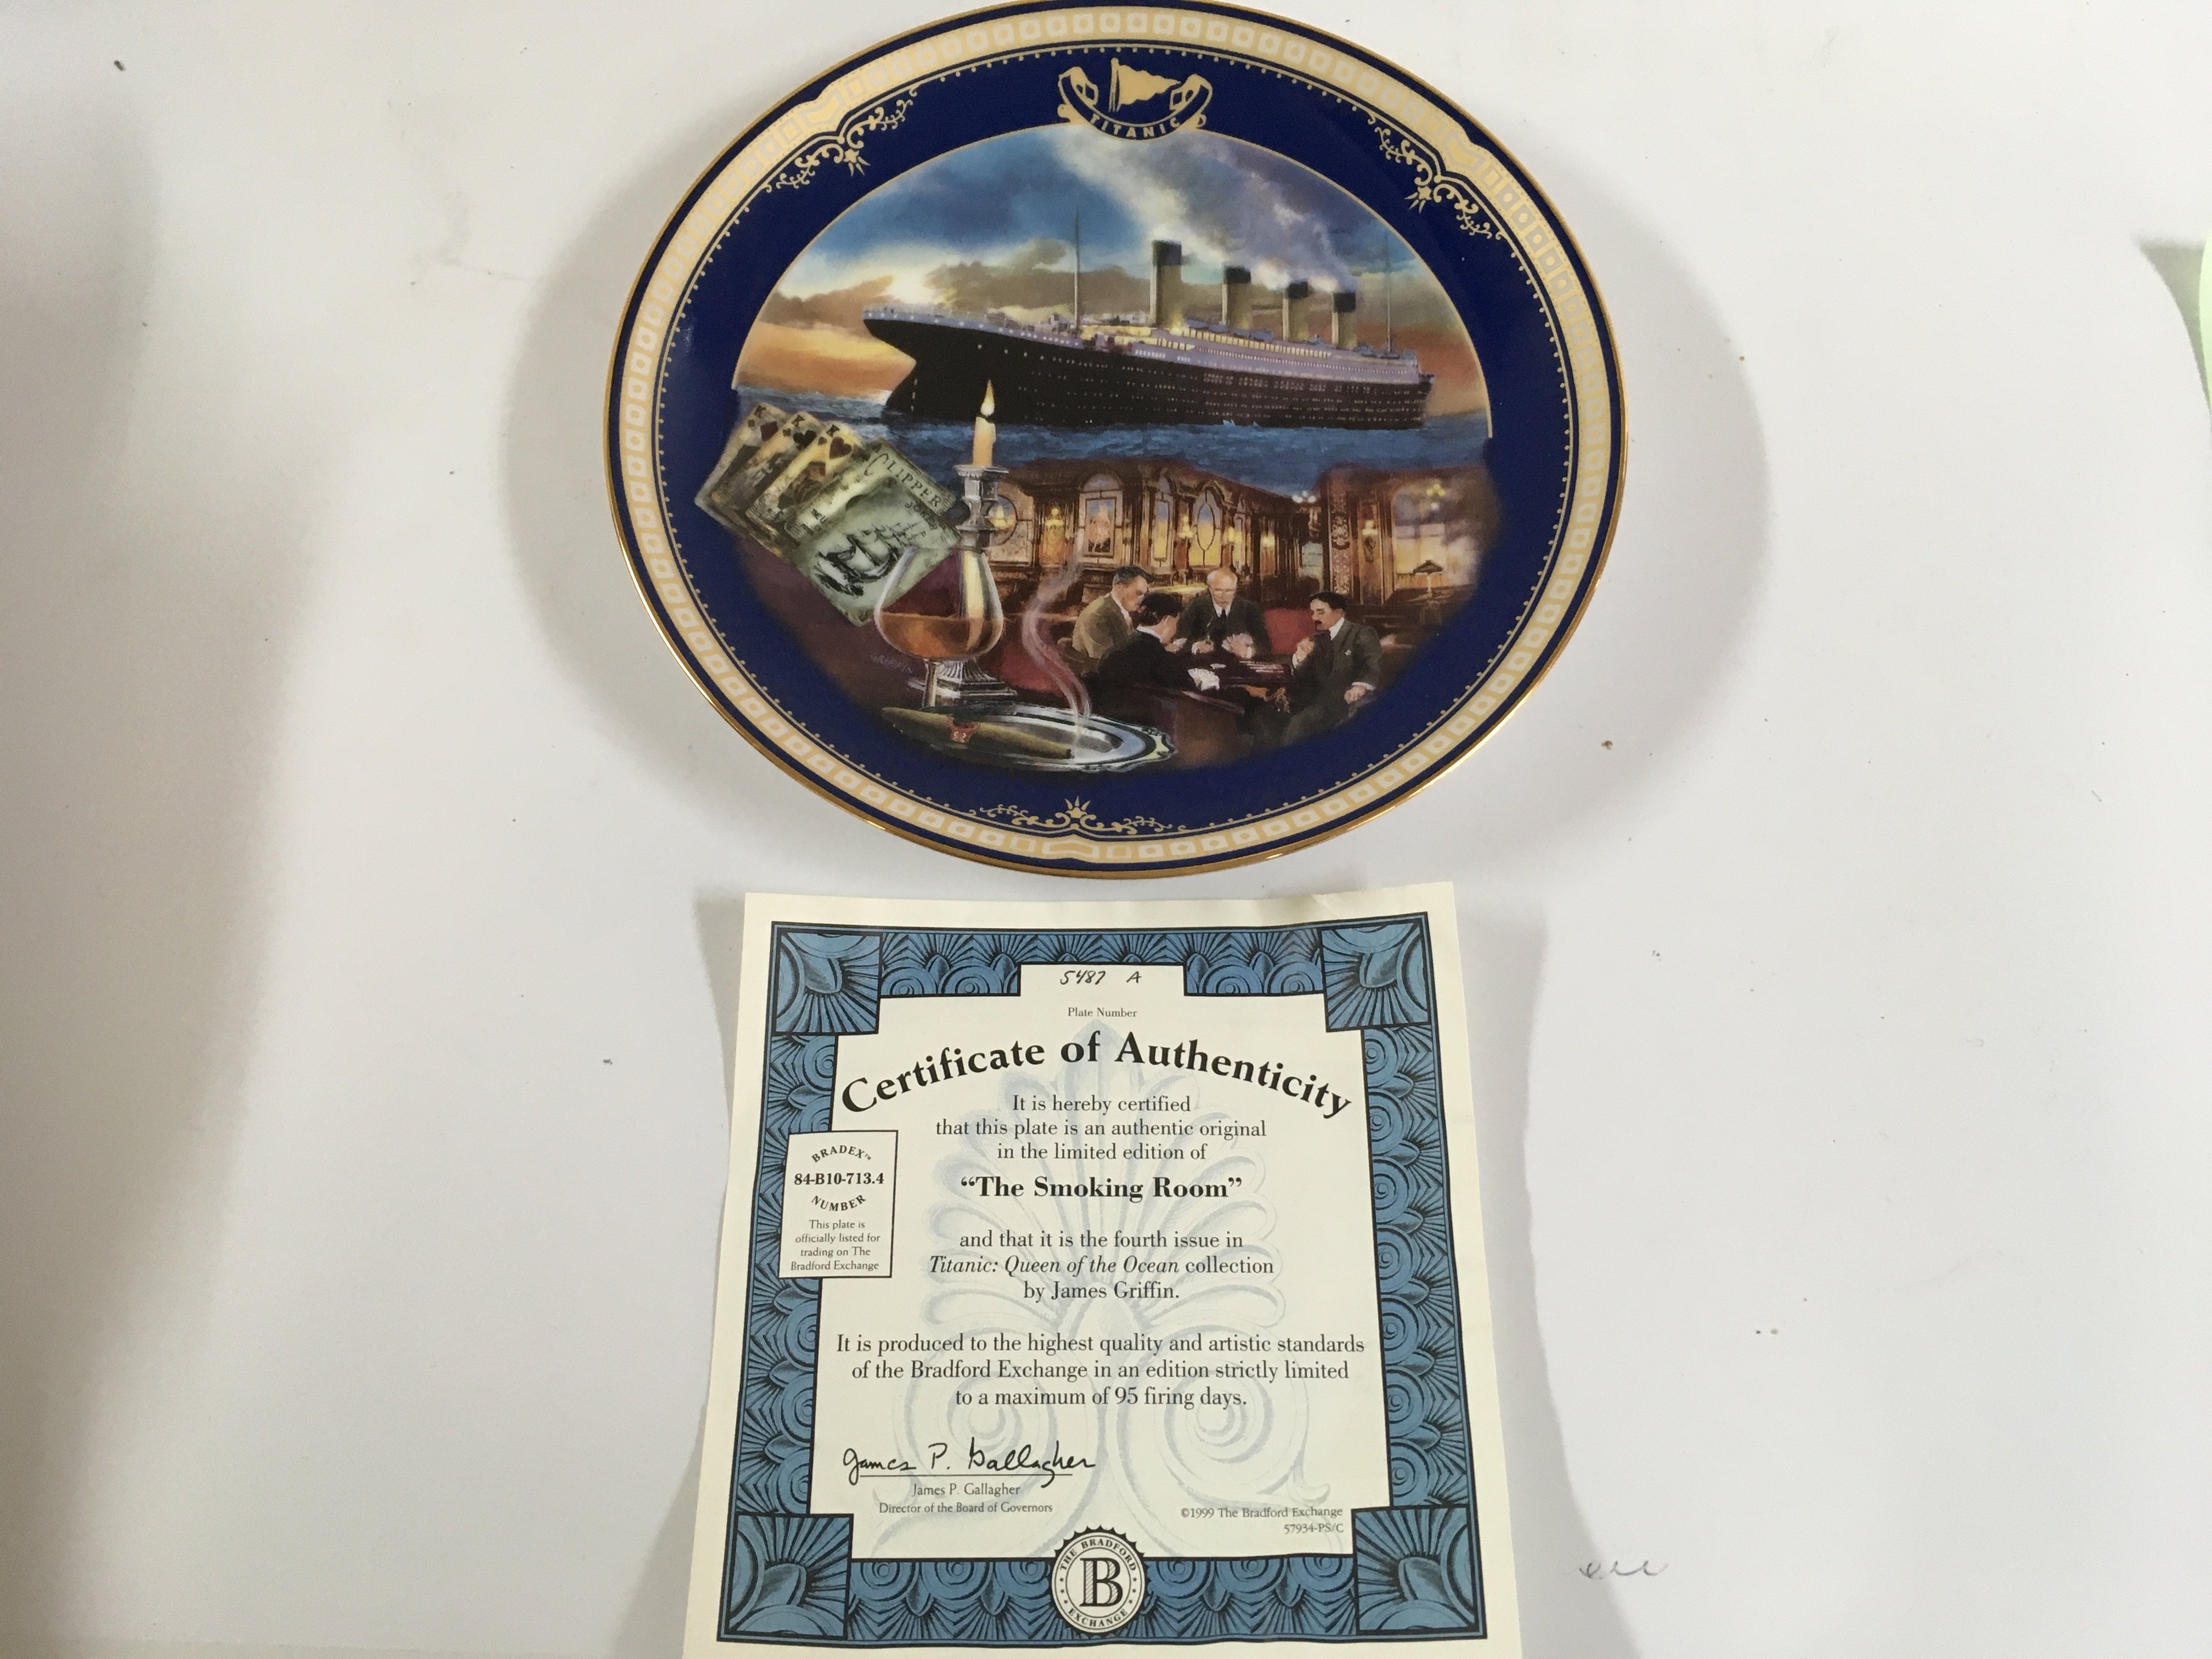 TITANIC
K
K
K
CLIPPER
5487 A
Plate Number
Certificate of Authenticity
It is hereby certified
that this plate is an authentic original
in the limited edition of
“The Smoking Room”
and that it is the fourth issue in
Titanic: Queen of the Ocean collection
by James Griffin.
BRADEX™
84-B10-713.4
NUMBER
This plate is
officially listed for
trading on The
Bradford Exchange
It is produced to the highest quality and artistic standards
of the Bradford Exchange in an edition strictly limited
to a maximum of 95 firing days.
James P. Gallagher
James P. Gallagher
Director of the Board of Governors
©1999 The Bradford Exchange
57934-PS/C
THE BRADFORD
B
EXCHANGE